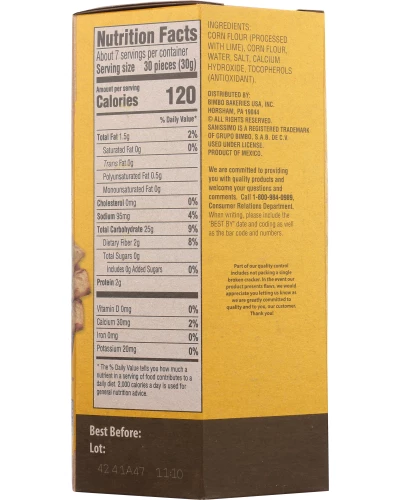 Nutrition Facts
About 7 servings per container
Serving size 30 pieces (30g)
Amount per serving
Calories 120
% Daily Value*
Total Fat 1.5g 2%
Saturated Fat 0g 0%
Trans Fat 0g
Polyunsaturated Fat 0.5g
Monounsaturated Fat 0g
Cholesterol 0mg 0%
Sodium 95mg 4%
Total Carbohydrate 25g 9%
Dietary Fiber 2g 8%
Total Sugars 0g
Includes 0g Added Sugars 0%
Protein 2g
Vitamin D 0mg 0%
Calcium 30mg 2%
Iron 0mg 0%
Potassium 20mg 0%
* The % Daily Value tells you how much a
nutrient in a serving of food contributes to a
daily diet. 2,000 calories a day is used for
general nutrition advice.
Best Before:
Lot:
4241A47 1110
INGREDIENTS:
CORN FLOUR (PROCESSED
WITH LIME), CORN FLOUR,
WATER, SALT, CALCIUM
HYDROXIDE, TOCOPHEROLS
(ANTIOXIDANT).
DISTRIBUTED BY:
BIMBO BAKERIES USA, INC.
HORSHAM, PA 19044
© ALL RIGHTS RESERVED.
SANISSIMO IS A REGISTERED TRADEMARK
OF GRUPO BIMBO, S.A.B. DE C.V.
USED UNDER LICENSE.
PRODUCT OF MEXICO.
We are committed to providing
you with quality products and
welcome your questions and
comments. Call 1-800-984-0989,
Consumer Relations Department.
When writing, please include the
"BEST BY" date and coding as well
as the bar code and numbers.
Part of our quality control
includes not packing a single
broken cracker. In the event our
product presents flaws, we would
appreciate you letting us know as
we are greatly committed to
quality and to you, our customer.
Thank you!